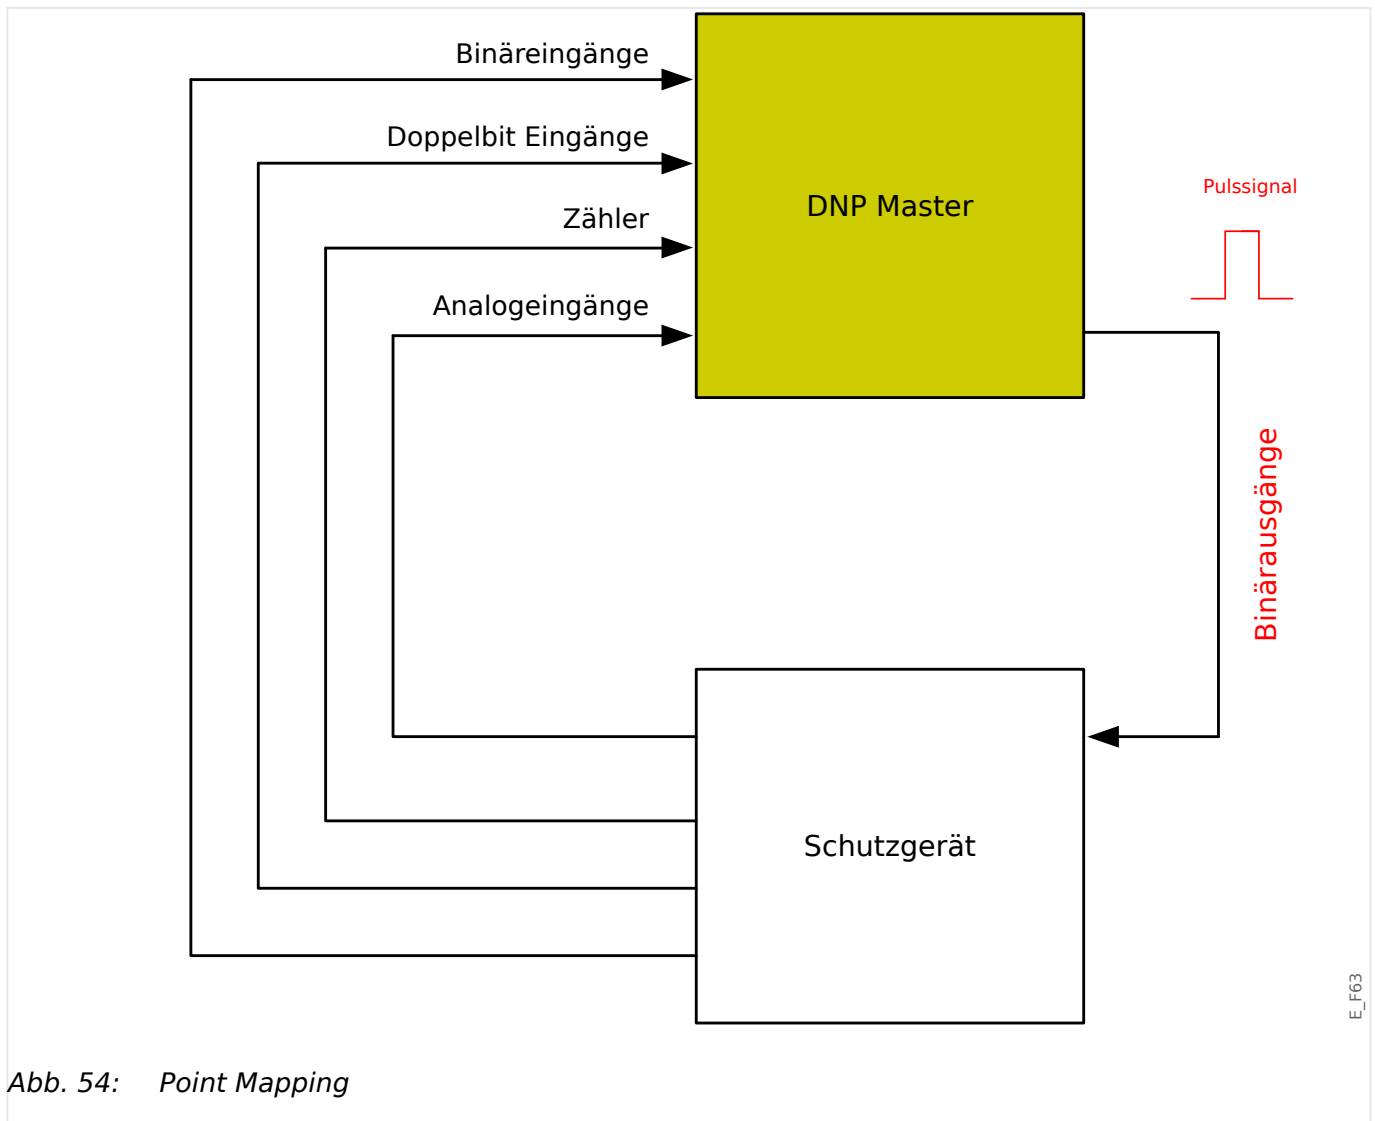 Binäreingänge
Doppelbit Eingänge
Zähler
Analogeingänge
DNP Master
Pulssignal
Binärausgänge
Schutzgerät
E_F63
Abb. 54: Point Mapping